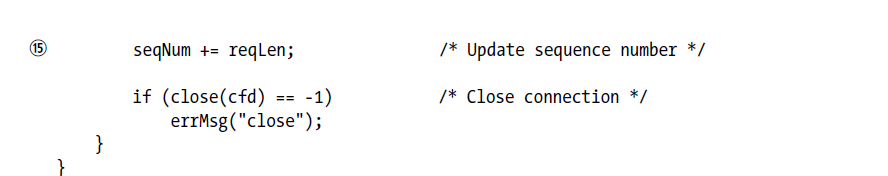 ⑮ seqNum += reqLen; /* Update sequence number */
if (close(cfd) == -1) /* Close connection */
errMsg("close");
}
}